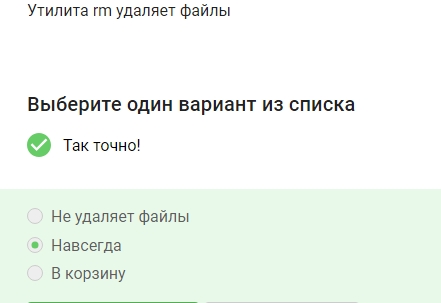 Утилита rm удаляет файлы
Выберите один вариант из списка
Так точно!
Не удаляет файлы
Навсегда
В корзину